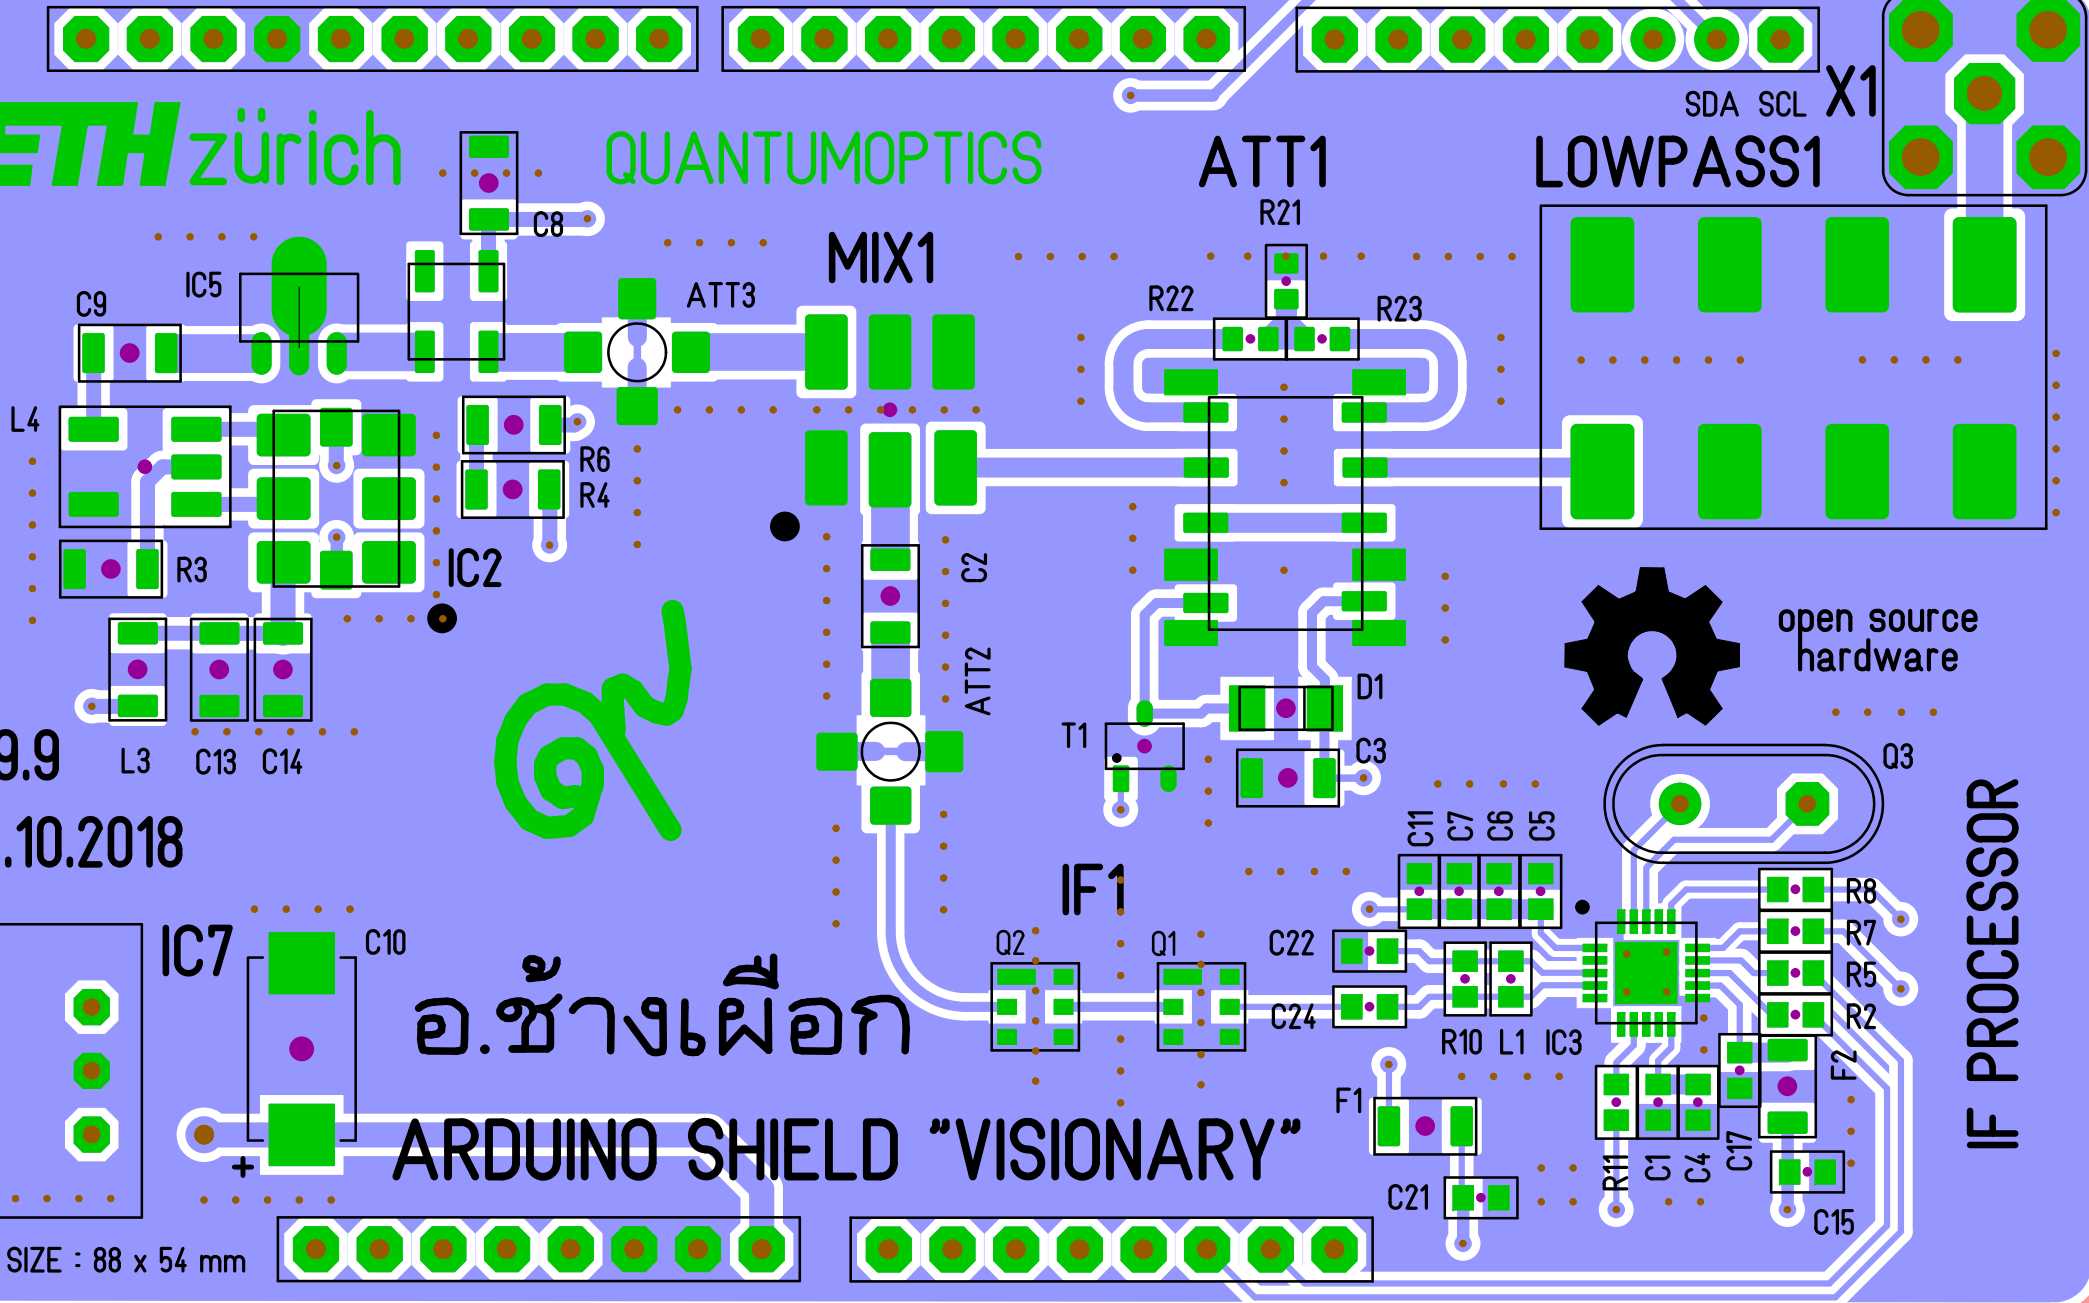 ETH zürich
QUANTUMOPTICS
SDA SCL
X1
ATT1
LOWPASS1
R21
C8
MIX1
IC5
ATT3
C9
R22
R23
L4
R6
R4
R3
IC2
C2
ATT2
D1
T1
C3
open source
hardware
๙
9.9
L3
C13
C14
.10.2018
Q3
C11
C7
C6
C5
IF1
R8
R7
R5
R2
IF PROCESSOR
IC7
C10
Q2
Q1
C22
C24
R10
L1
IC3
อ.ช้างเผือก
F2
F1
ARDUINO SHIELD "VISIONARY"
+
R11
C1
C4
C17
C21
C15
SIZE : 88 x 54 mm